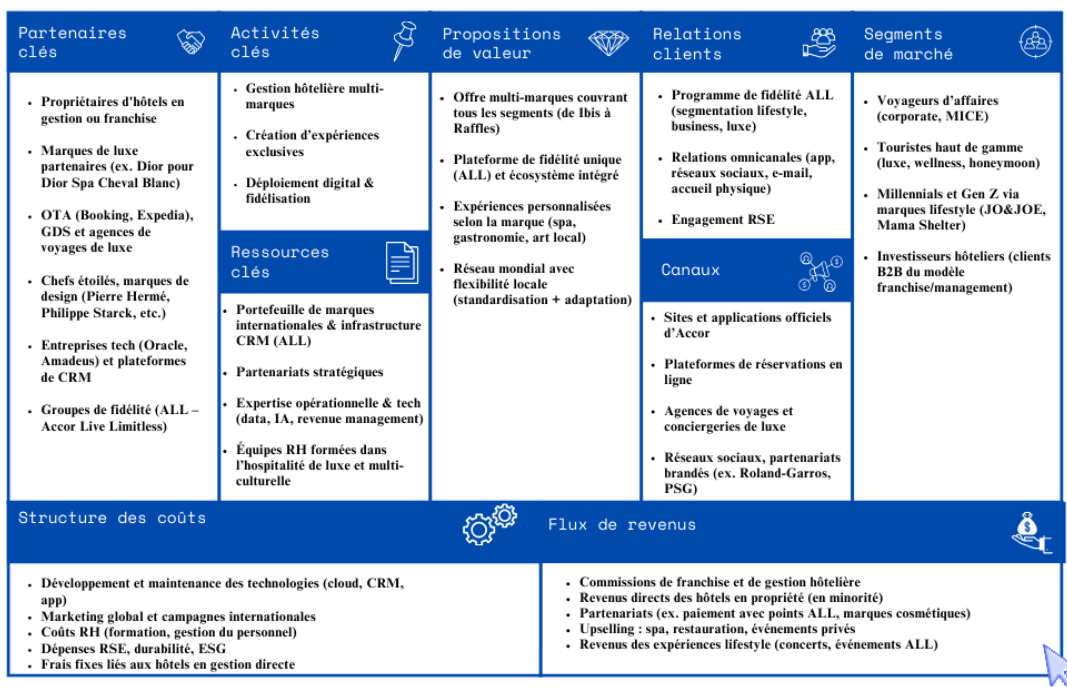 Partenaires
clés
• Propriétaires d'hôtels en
gestion ou franchise
• Marques de luxe
partenaires (ex. Dior pour
Dior Spa Cheval Blanc)
• OTA (Booking, Expedia),
GDS et agences de
voyages de luxe
• Chefs étoilés, marques de
design (Pierre Hermé,
Philippe Starck, etc.)
• Entreprises tech (Oracle,
Amadeus) et plateformes
de CRM
• Groupes de fidélité (ALL –
Accor Live Limitless)
Activités
clés
• Gestion hôtelière multi-
marques
• Création d'expériences
exclusives
• Déploiement digital &
fidélisation
Ressources
clés
• Portefeuille de marques
internationales & infrastructure
CRM (ALL)
• Partenariats stratégiques
• Expertise opérationnelle & tech
(data, IA, revenue management)
• Équipes RH formées dans
l'hospitalité de luxe et multi-
culturelle
Propositions
de valeur
• Offre multi-marques couvrant
tous les segments (de Ibis à
Raffles)
• Plateforme de fidélité unique
(ALL) et écosystème intégré
• Expériences personnalisées
selon la marque (spa,
gastronomie, art local)
• Réseau mondial avec
flexibilité locale
(standardisation + adaptation)
Relations
clients
• Programme de fidélité ALL
(segmentation lifestyle,
business, luxe)
• Relations omnicanales (app,
réseaux sociaux, e-mail,
accueil physique)
• Engagement RSE
Canaux
• Sites et applications officiels
d'Accor
• Plateformes de réservations en
ligne
• Agences de voyages et
conciergeries de luxe
• Réseaux sociaux, partenariats
brandés (ex. Roland-Garros,
PSG)
Segments
de marché
• Voyageurs d'affaires
(corporate, MICE)
• Touristes haut de gamme
(luxe, wellness, honeymoon)
• Millennials et Gen Z via
marques lifestyle (JO&JOE,
Mama Shelter)
• Investisseurs hôteliers (clients
B2B du modèle
franchise/management)
Structure des coûts
• Développement et maintenance des technologies (cloud, CRM,
app)
• Marketing global et campagnes internationales
• Coûts RH (formation, gestion du personnel)
• Dépenses RSE, durabilité, ESG
• Frais fixes liés aux hôtels en gestion directe
Flux de revenus
$
• Commissions de franchise et de gestion hôtelière
• Revenus directs des hôtels en propriété (en minorité)
• Partenariats (ex. paiement avec points ALL, marques cosmétiques)
• Upselling : spa, restauration, événements privés
• Revenus des expériences lifestyle (concerts, événements ALL)